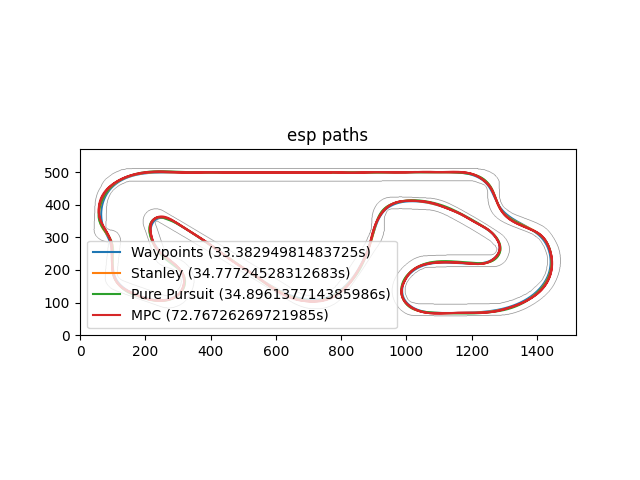 esp paths
500
400
300
200
100
0
Waypoints (33.38294981483725s)
Stanley (34.77724528312683s)
Pure Pursuit (34.896137714385986s)
MPC (72.76726269721985s)
0 200 400 600 800 1000 1200 1400